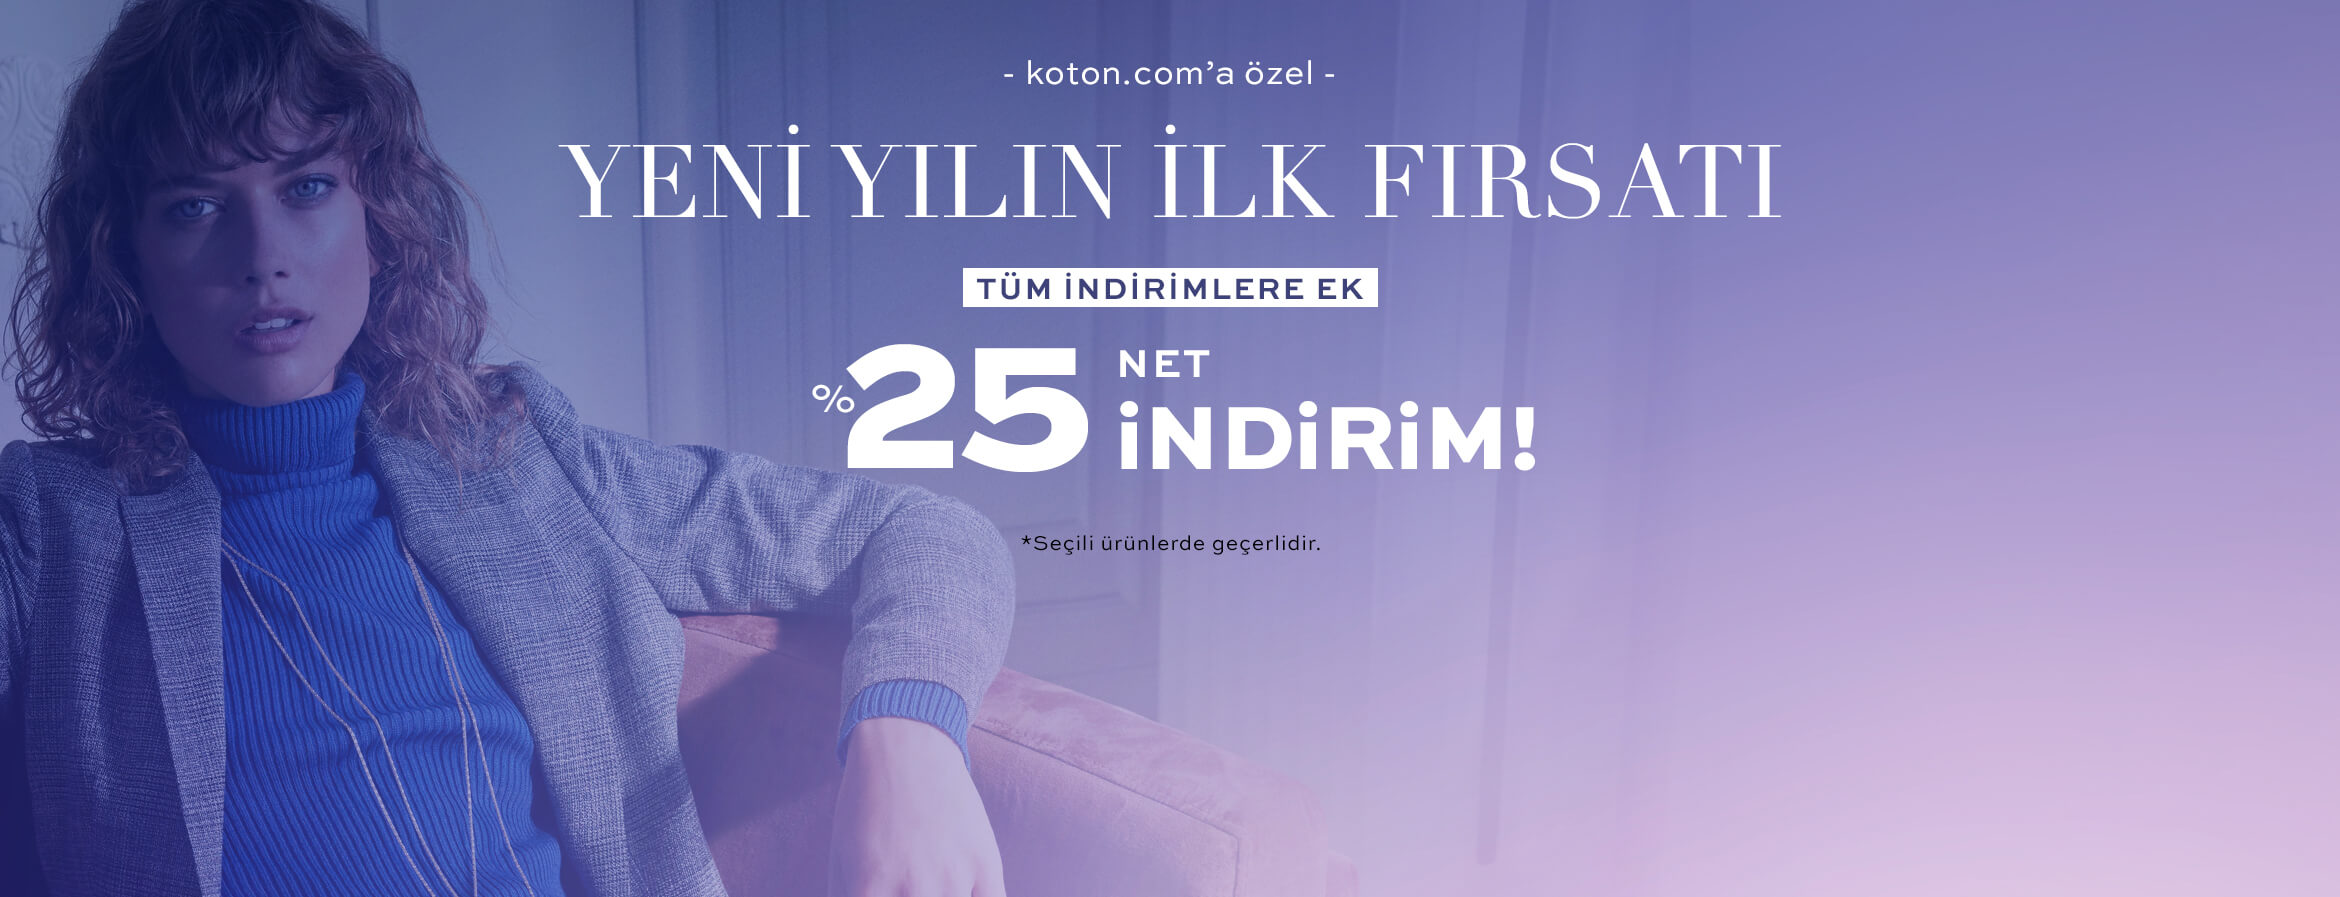 - koton.com’a özel -
YENİ YILIN İLK FIRSATI
TÜM İNDİRİMLERE EK
%25 NET
İNDİRİM!
*Seçili ürünlerde geçerlidir.